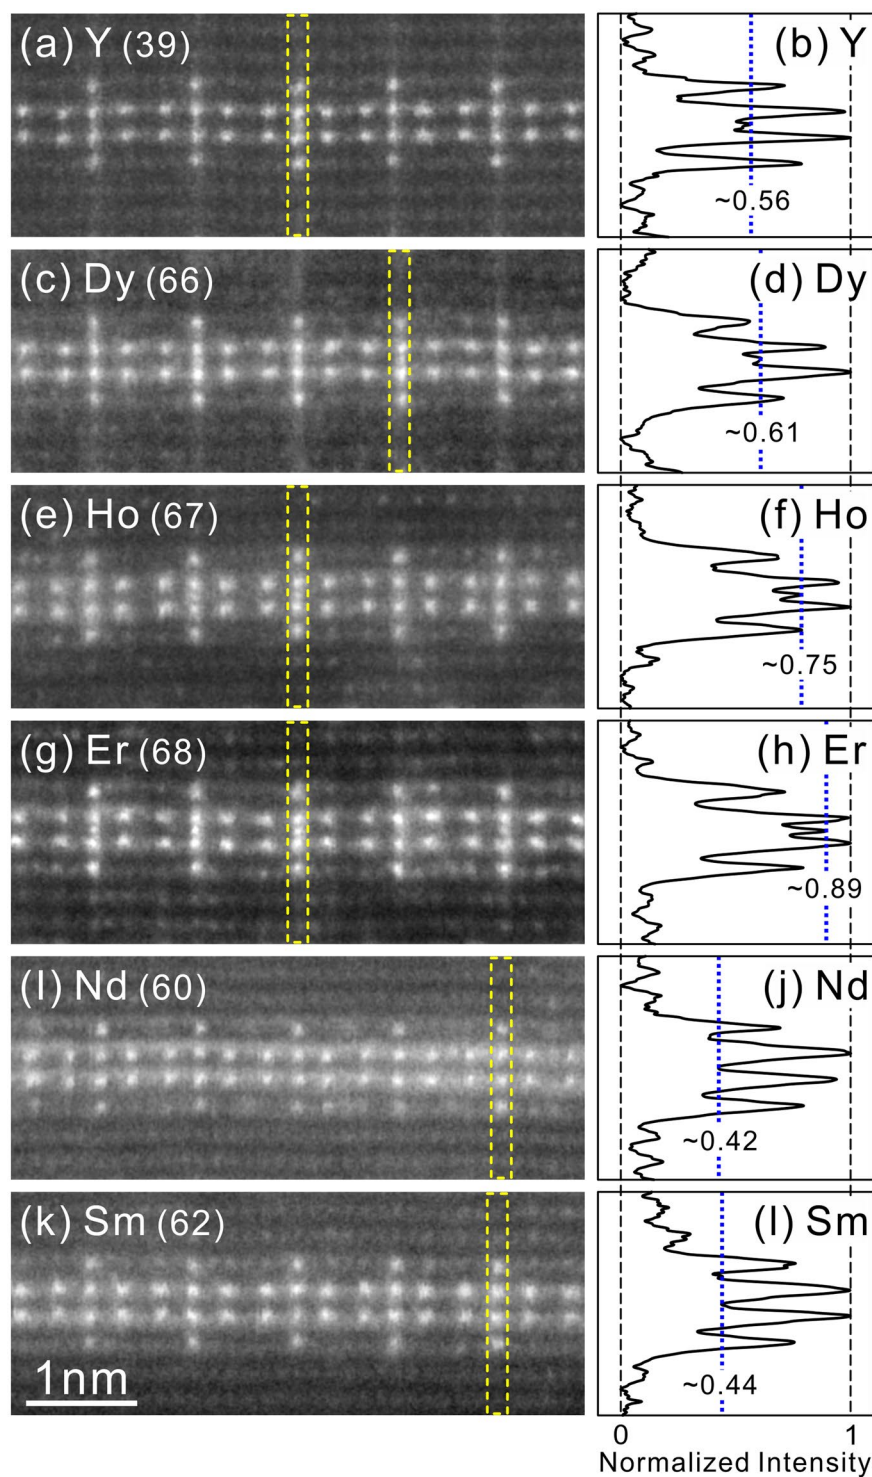 (a) Y (39)
(b) Y
~0.56
(c) Dy (66)
(d) Dy
~0.61
(e) Ho (67)
(f) Ho
~0.75
(g) Er (68)
(h) Er
~0.89
(I) Nd (60)
(j) Nd
~0.42
(k) Sm (62)
(l) Sm
~0.44
1nm
0 1
Normalized Intensity